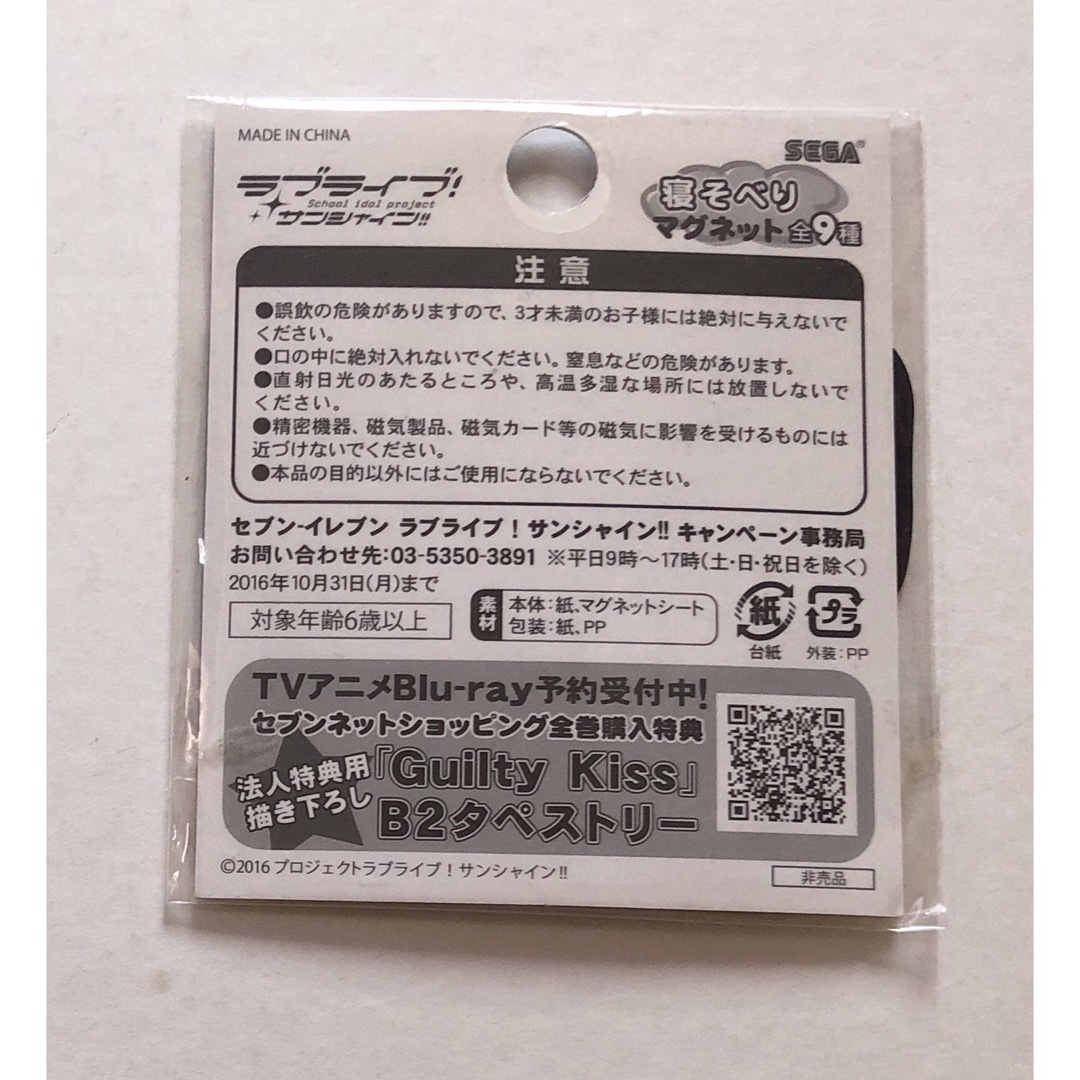 MADE IN CHINA
SEGA®
ラブライブ!
School idol project
サンシャイン!!
寝そべり
マグネット全9種
注意
●誤飲の危険がありますので、3才未満のお子様には絶対に与えないで
ください。
●口の中に絶対入れないでください。窒息などの危険があります。
●直射日光のあたるところや、高温多湿な場所には放置しないで
ください。
●精密機器、磁気製品、磁気カード等の磁気に影響を受けるものには
近づけないでください。
●本品の目的以外にはご使用にならないでください。
セブン-イレブン ラブライブ!サンシャイン!! キャンペーン事務局
お問い合わせ先:03-5350-3891 ※平日9時〜17時(土・日・祝日を除く)
2016年10月31日(月)まで
対象年齢6歳以上
素材
本体:紙、マグネットシート
包装:紙、PP
紙
台紙
プラ
外装:PP
TVアニメBlu-ray予約受付中!
セブンネットショッピング全巻購入特典
法人特典用
描き下ろし
『Guilty Kiss』
B2タペストリー
©2016 プロジェクトラブライブ!サンシャイン!!
非売品